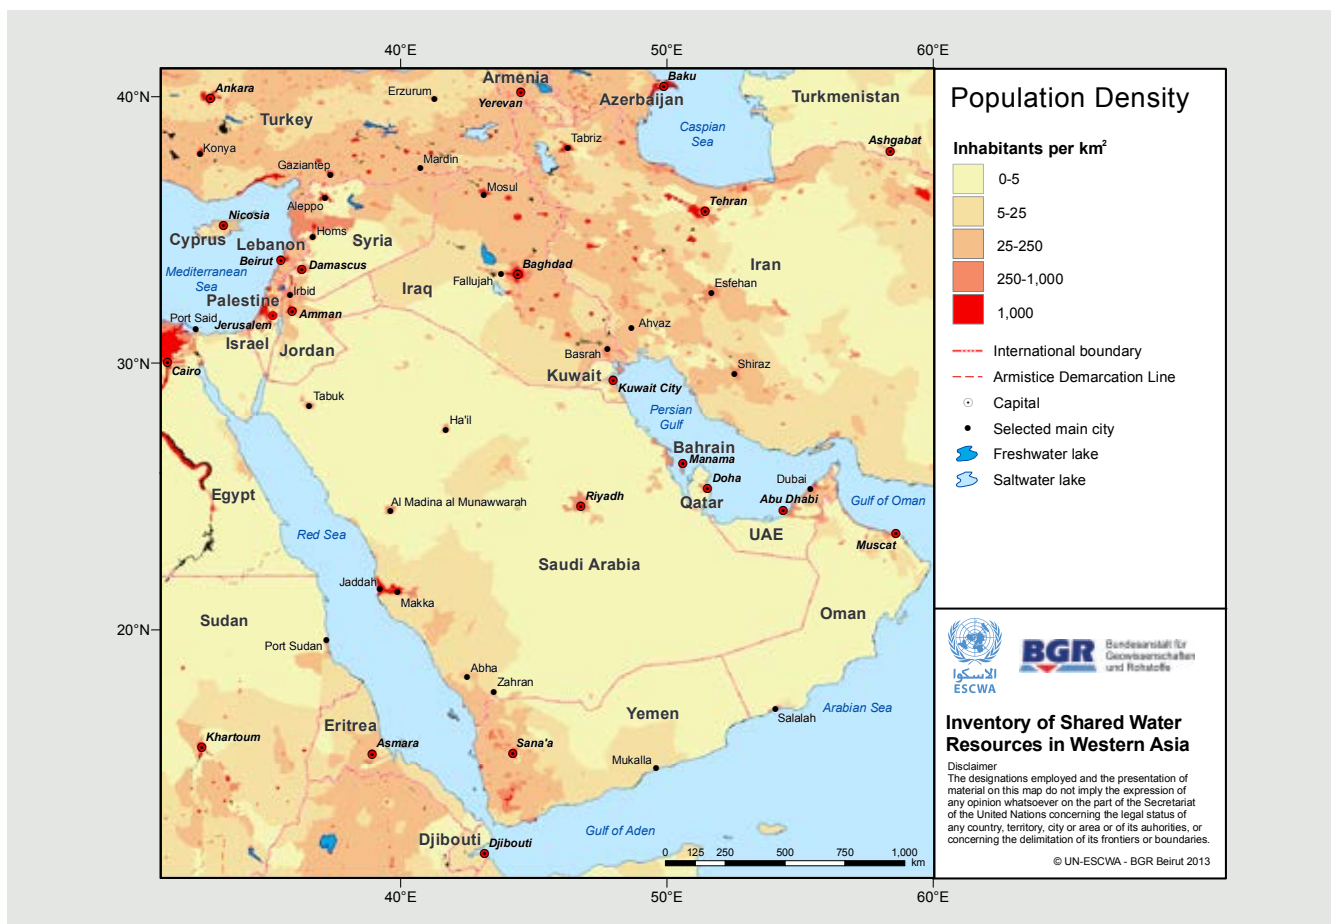 40°E
50°E
60°E
40°N
30°N
20°N
40°E
50°E
60°E
Ankara
Erzurum
Armenia
Yerevan
Baku
Azerbaijan
Turkmenistan
Turkey
Caspian
Sea
Konya
Tabriz
Ashgabat
Gaziantep
Mardin
Mosul
Aleppo
Tehran
Nicosia
Cyprus
Homs
Lebanon
Syria
Beirut
Damascus
Baghdad
Iran
Mediterranean
Sea
Fallujah
Esfehan
Irbid
Iraq
Palestine
Port Said
Jerusalem
Amman
Ahvaz
Israel
Jordan
Basrah
Cairo
Kuwait
Kuwait City
Shiraz
Tabuk
Persian
Gulf
Ha'il
Bahrain
Manama
Doha
Dubai
Egypt
Al Madina al Munawwarah
Riyadh
Qatar
Abu Dhabi
Gulf of Oman
Red Sea
UAE
Muscat
Saudi Arabia
Jaddah
Makka
Oman
Sudan
Port Sudan
Abha
Zahran
Yemen
Arabian Sea
Salalah
Eritrea
Khartoum
Asmara
Sana'a
Mukalla
Djibouti
Djibouti
Gulf of Aden
0 125 250 500 750 1,000
km
Population Density
Inhabitants per km²
0-5
5-25
25-250
250-1,000
1,000
International boundary
Armistice Demarcation Line
Capital
Selected main city
Freshwater lake
Saltwater lake
الاسكوا
ESCWA
BGR
Bundesanstalt für
Geowissenschaften
und Rohstoffe
Inventory of Shared Water
Resources in Western Asia
Disclaimer
The designations employed and the presentation of
material on this map do not imply the expression of
any opinion whatsoever on the part of the Secretariat
of the United Nations concerning the legal status of
any country, territory, city or area or of its auhorities, or
concerning the delimitation of its frontiers or boundaries.
© UN-ESCWA - BGR Beirut 2013